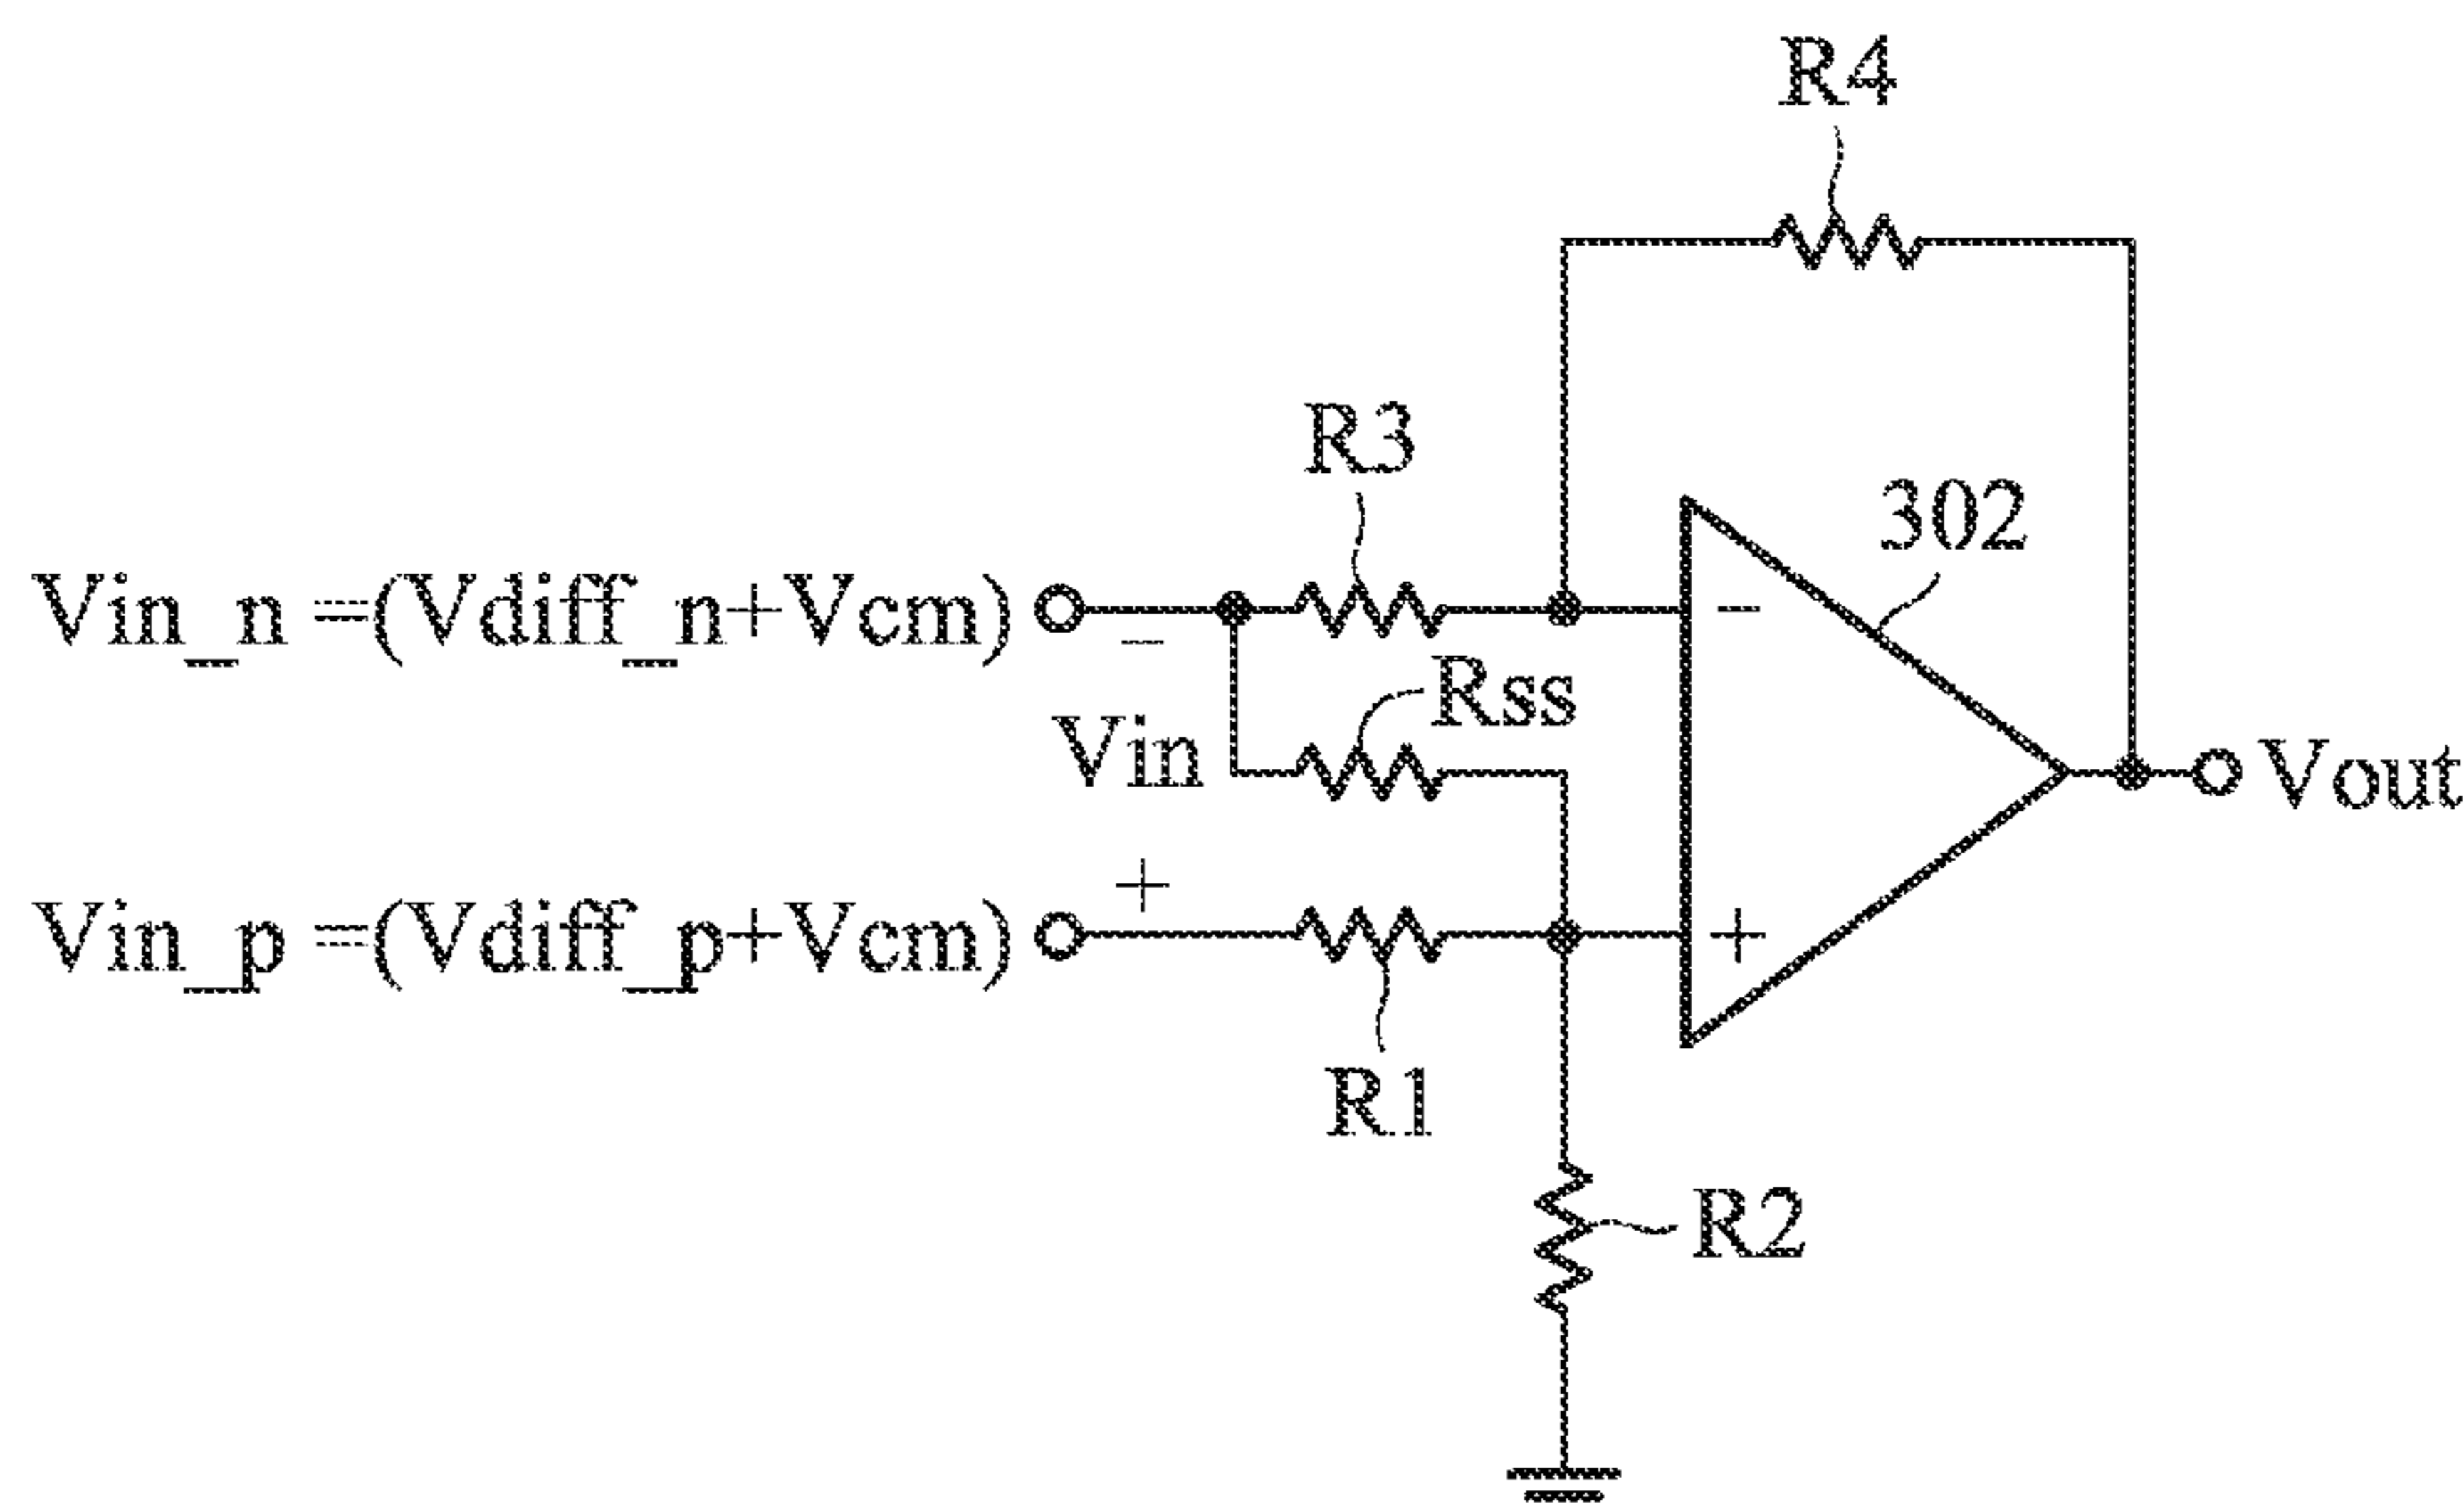 R4
R3
302
Vin_n =(Vdiff_n+Vcm)
−
−
Rss
Vin
Vout
+
Vin_p =(Vdiff_p+Vcm)
+
R1
R2